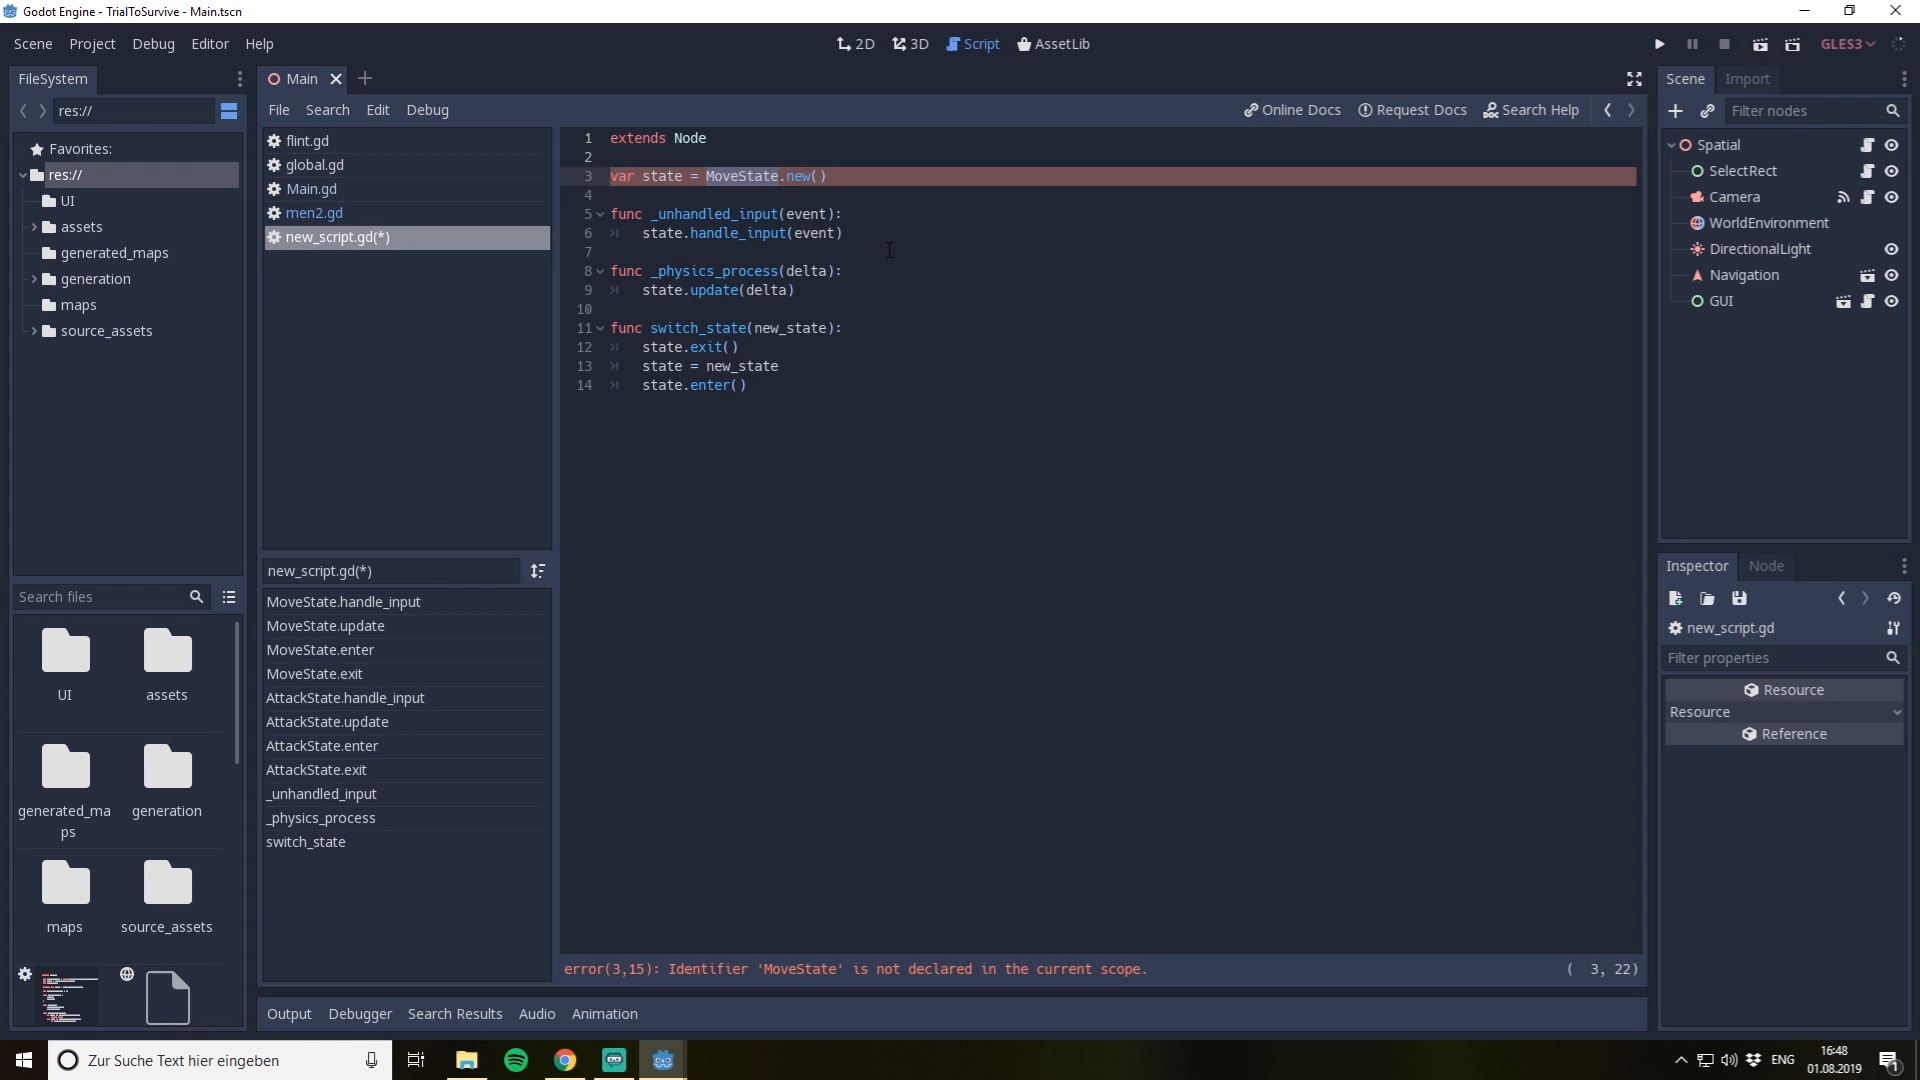 Godot Engine - TrialToSurvive - Main.tscn
Scene Project Debug Editor Help
2D 3D Script AssetLib
GLES3
FileSystem
res://
Favorites:
res://
UI
assets
generated_maps
generation
maps
source_assets
Search files
UI assets
generated_ma
ps
generation
maps source_assets
Main
File Search Edit Debug
Online Docs Request Docs Search Help
flint.gd
global.gd
Main.gd
men2.gd
new_script.gd(*)
new_script.gd(*)
MoveState.handle_input
MoveState.update
MoveState.enter
MoveState.exit
AttackState.handle_input
AttackState.update
AttackState.enter
AttackState.exit
_unhandled_input
_physics_process
switch_state
1 extends Node
2
3 var state = MoveState.new()
4
5 func _unhandled_input(event):
6 state.handle_input(event)
7
8 func _physics_process(delta):
9 state.update(delta)
10
11 func switch_state(new_state):
12 state.exit()
13 state = new_state
14 state.enter()
error(3,15): Identifier 'MoveState' is not declared in the current scope.
( 3, 22)
Output Debugger Search Results Audio Animation
Scene Import
Filter nodes
Spatial
SelectRect
Camera
WorldEnvironment
DirectionalLight
Navigation
GUI
Inspector Node
new_script.gd
Filter properties
Resource
Resource
Reference
Zur Suche Text hier eingeben
ENG
16:48
01.08.2019
1